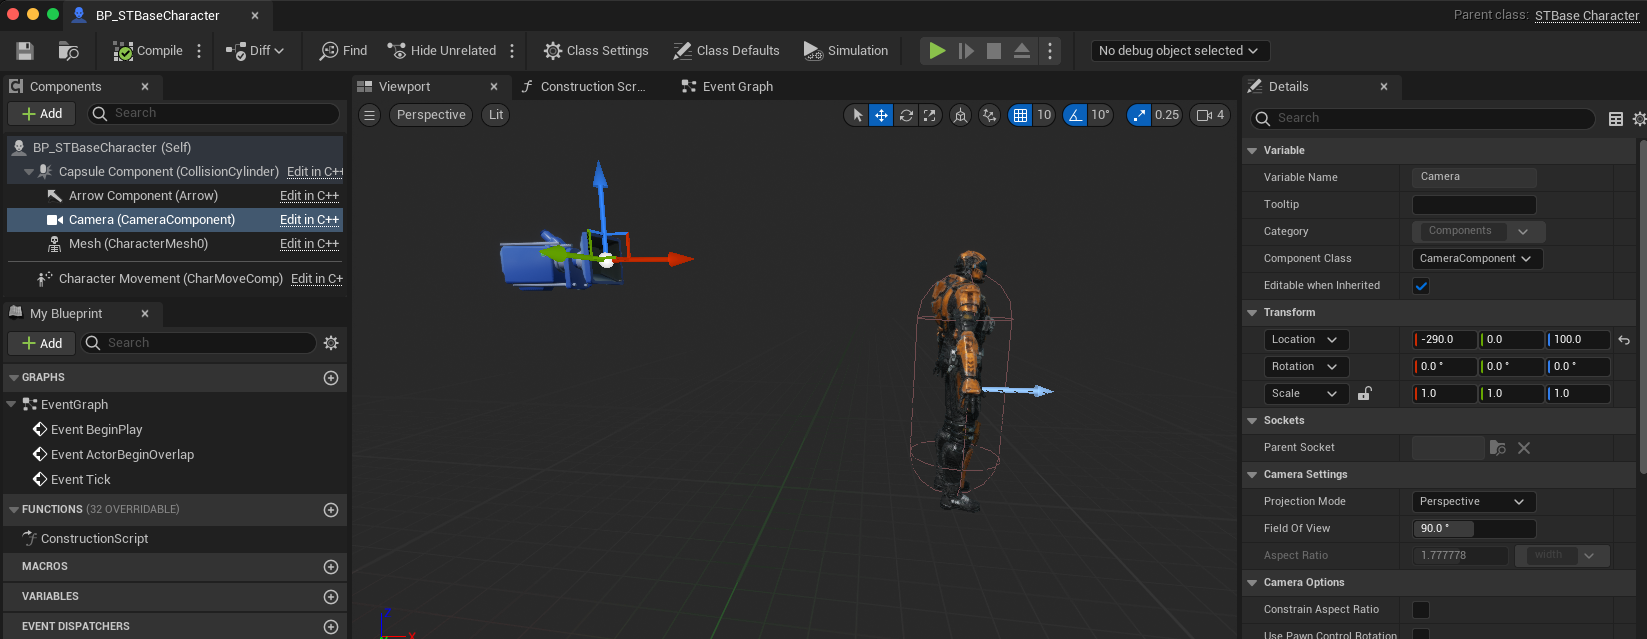 BP_STBaseCharacter
Parent class: STBase Character
Compile
Diff
Find
Hide Unrelated
Class Settings
Class Defaults
Simulation
No debug object selected
Components
Add
Search
BP_STBaseCharacter (Self)
Capsule Component (CollisionCylinder) Edit in C++
Arrow Component (Arrow) Edit in C++
Camera (CameraComponent) Edit in C++
Mesh (CharacterMesh0) Edit in C++
Character Movement (CharMoveComp) Edit in C+
My Blueprint
Add
Search
GRAPHS
EventGraph
Event BeginPlay
Event ActorBeginOverlap
Event Tick
FUNCTIONS (32 OVERRIDABLE)
ConstructionScript
MACROS
VARIABLES
EVENT DISPATCHERS
Viewport
Construction Scr...
Event Graph
Perspective
Lit
10
10°
0.25
4
Z
X
Details
Search
Variable
Variable Name Camera
Tooltip
Category Components
Component Class CameraComponent
Editable when Inherited
Transform
Location -290.0 0.0 100.0
Rotation 0.0 ° 0.0 ° 0.0 °
Scale 1.0 1.0 1.0
Sockets
Parent Socket
Camera Settings
Projection Mode Perspective
Field Of View 90.0 °
Aspect Ratio 1.777778 width
Camera Options
Constrain Aspect Ratio
Use Pawn Control Rotation